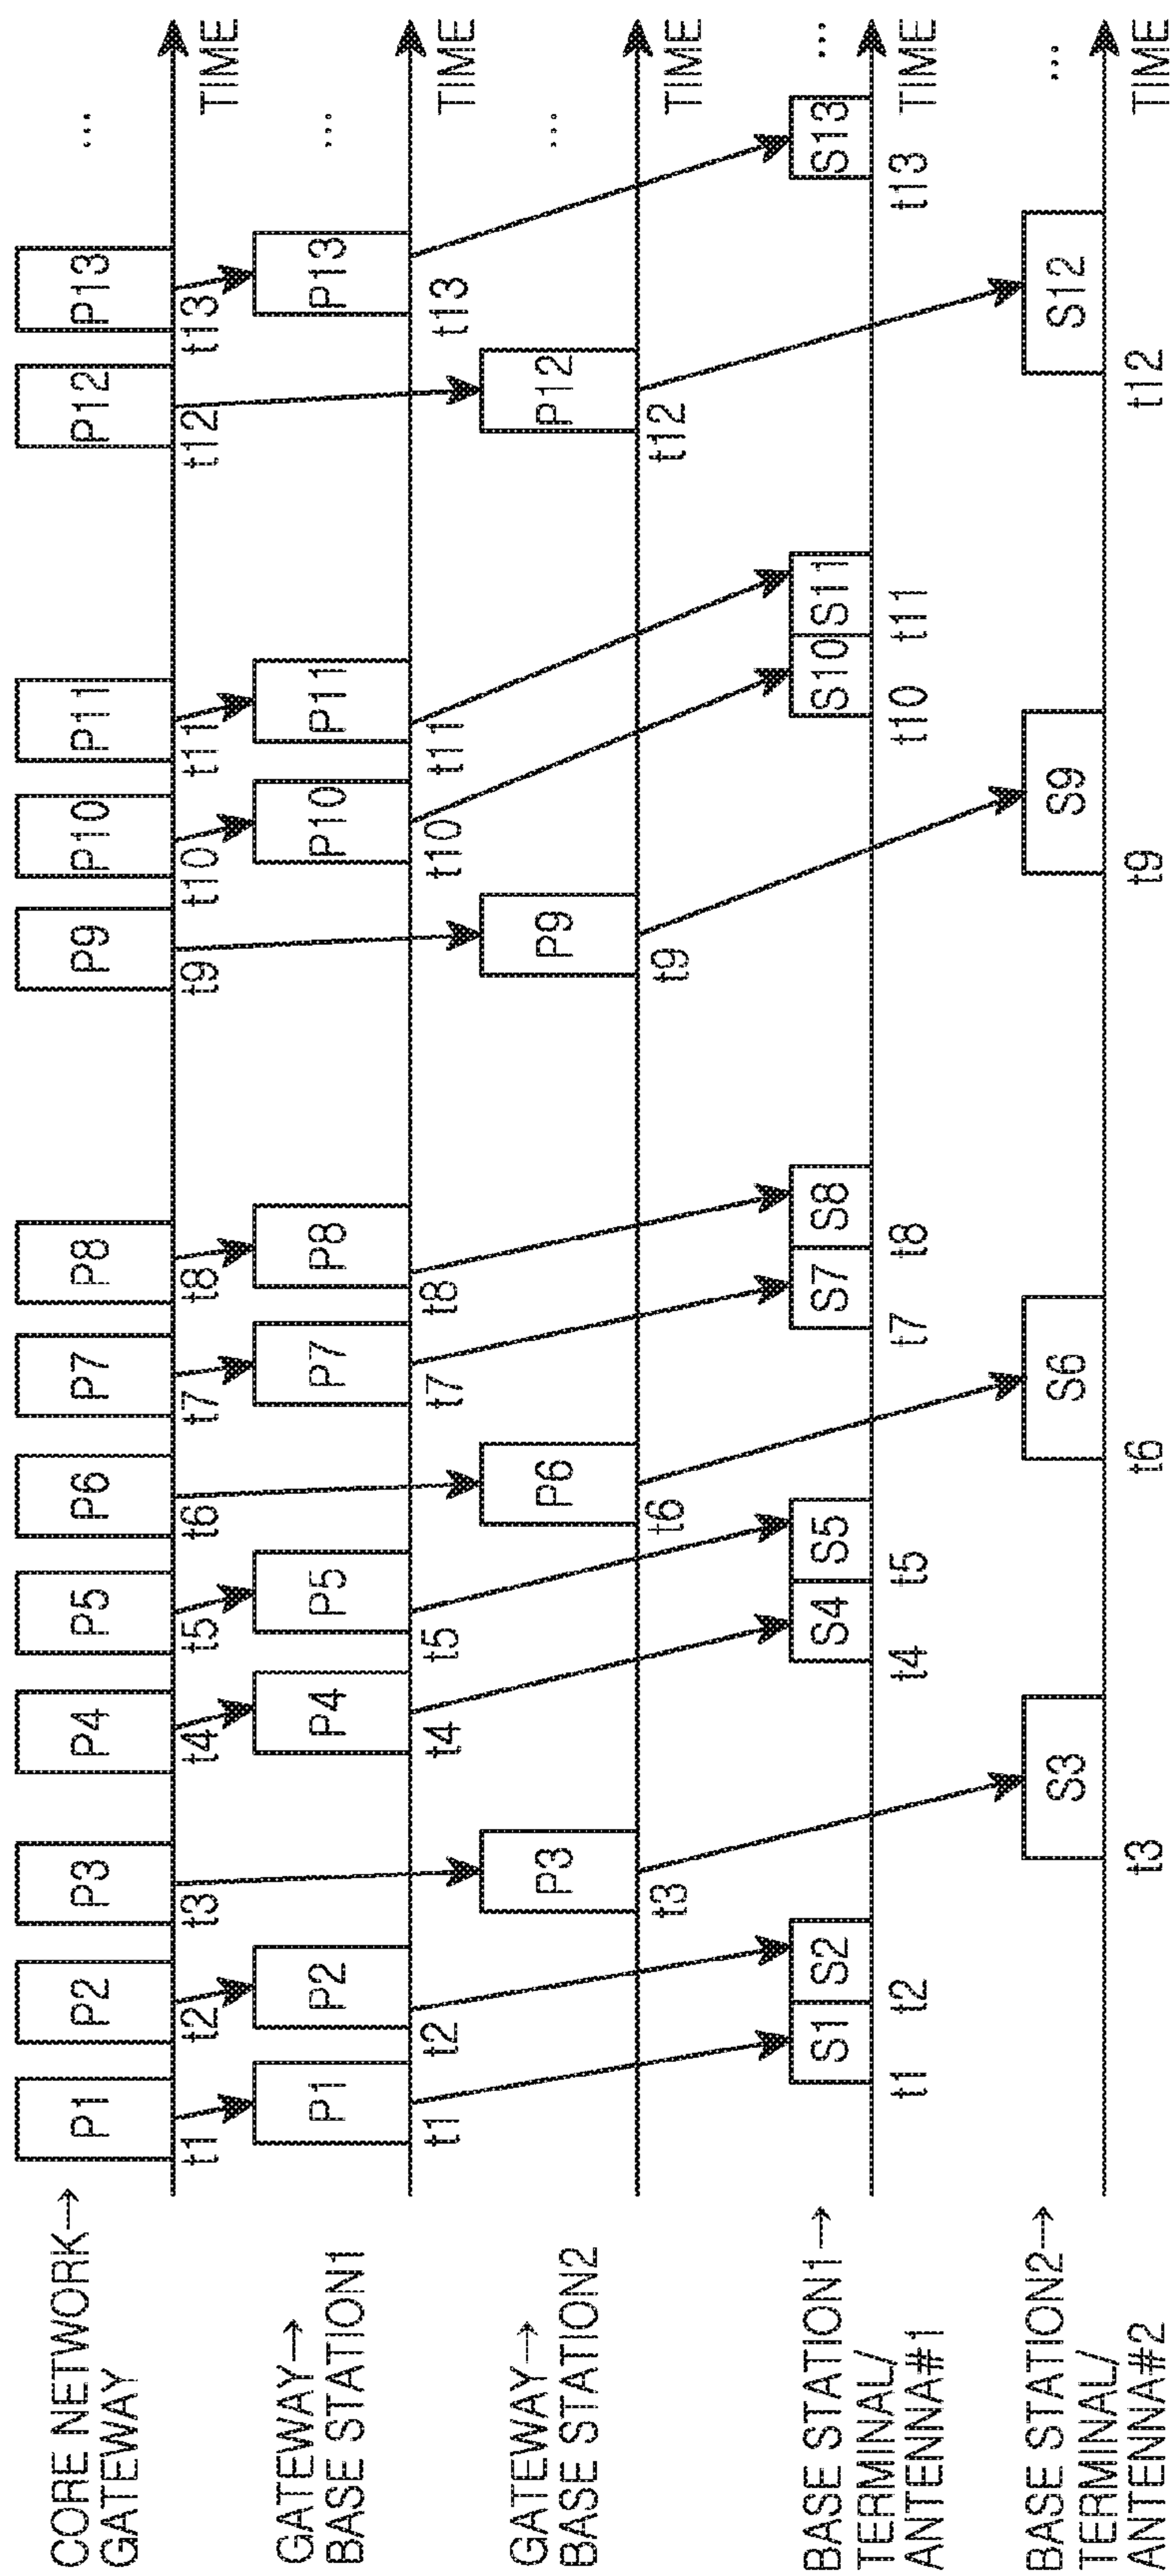 CORE NETWORK→
GATEWAY
P1 P2 P3 P4 P5 P6 P7 P8 P9 P10 P11 P12 P13 ...
t1 t2 t3 t4 t5 t6 t7 t8 t9 t10 t11 t12 t13
TIME
GATEWAY→
BASE STATION1
P1 P2 P4 P5 P7 P8 P10 P11 P13 ...
t1 t2 t4 t5 t7 t8 t10 t11 t13
TIME
GATEWAY→
BASE STATION2
P3 P6 P9 P12 ...
t3 t6 t9 t12
TIME
BASE STATION1→
TERMINAL/
ANTENNA#1
S1 S2 S4 S5 S7 S8 S10 S11 S13 ...
t1 t2 t4 t5 t7 t8 t10 t11 t13
TIME
BASE STATION2→
TERMINAL/
ANTENNA#2
S3 S6 S9 S12 ...
t3 t6 t9 t12
TIME